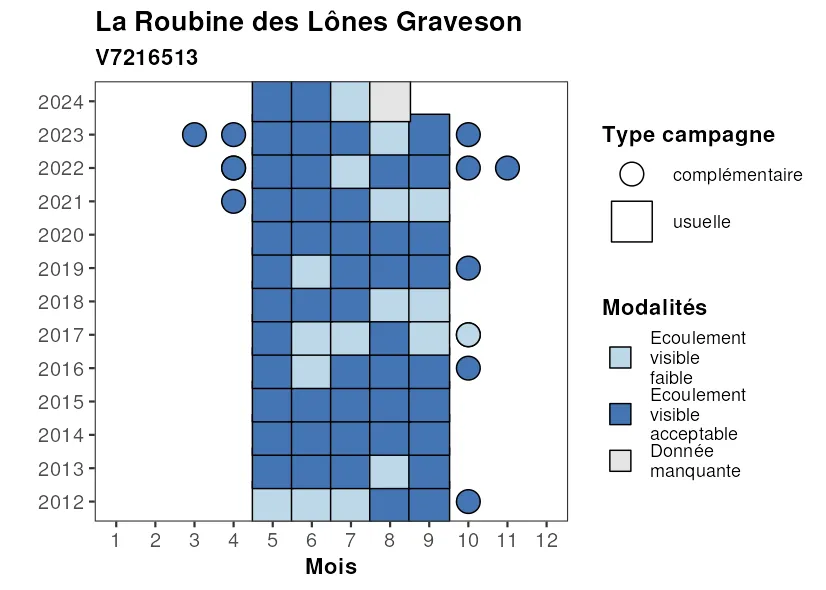 La Roubine des Lônes Graveson
V7216513
2024
2023
2022
2021
2020
2019
2018
2017
2016
2015
2014
2013
2012
1 2 3 4 5 6 7 8 9 10 11 12
Mois
Type campagne
complémentaire
usuelle
Modalités
Ecoulement
visible
faible
Ecoulement
visible
acceptable
Donnée
manquante